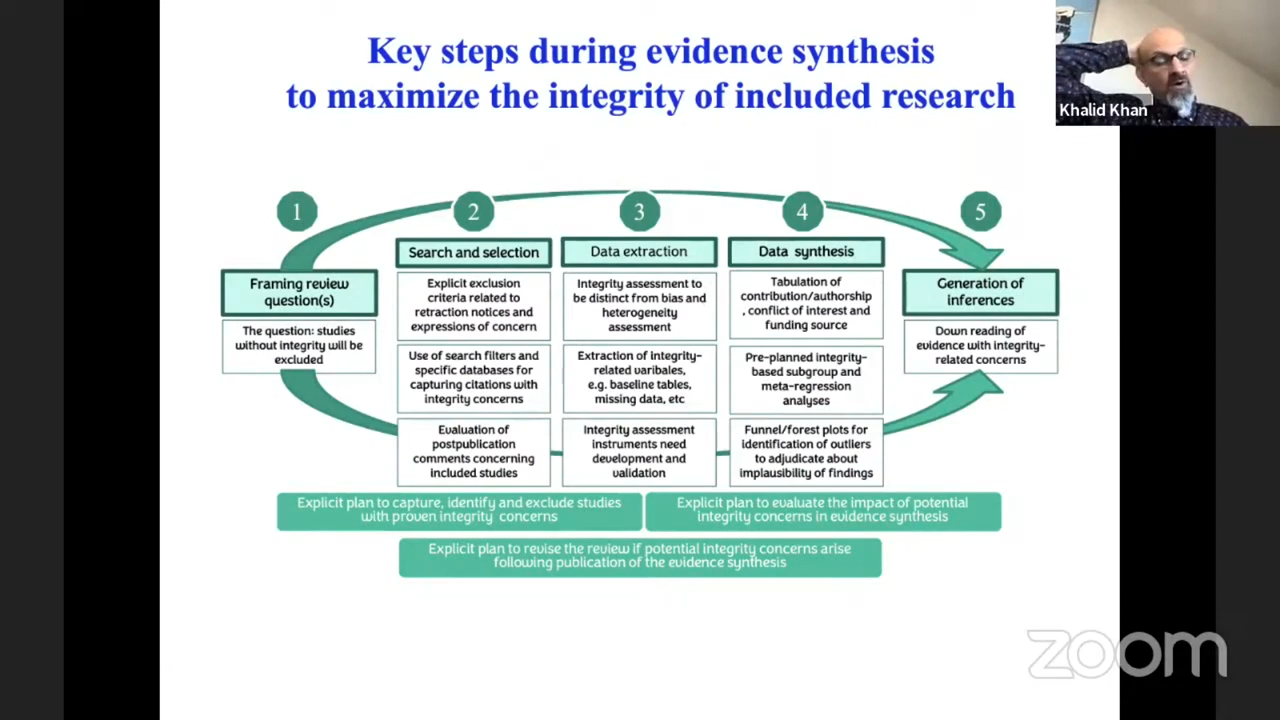 Key steps during evidence synthesis
to maximize the integrity of included research
Khalid Khan
1
2
3
4
5
Framing review
question(s)
The question: studies
without integrity will be
excluded
Search and selection
Explicit exclusion
criteria related to
retraction notices and
expressions of concern
Use of search filters and
specific databases for
capturing citations with
integrity concerns
Evaluation of
postpublication
comments concerning
included studies
Data extraction
Integrity assessment to
be distinct from bias and
heterogeneity
assessment
Extraction of integrity-
related varibales,
e.g. baseline tables,
missing data, etc
Integrity assessment
instruments need
development and
validation
Data synthesis
Tabulation of
contribution/authorship
, conflict of interest and
funding source
Pre-planned integrity-
based subgroup and
meta-regression
analyses
Funnel/forest plots for
identification of outliers
to adjudicate about
implausibility of findings
Generation of
inferences
Down reading of
evidence with integrity-
related concerns
Explicit plan to capture, identify and exclude studies
with proven integrity concerns
Explicit plan to evaluate the impact of potential
integrity concerns in evidence synthesis
Explicit plan to revise the review if potential integrity concerns arise
following publication of the evidence synthesis
zoom